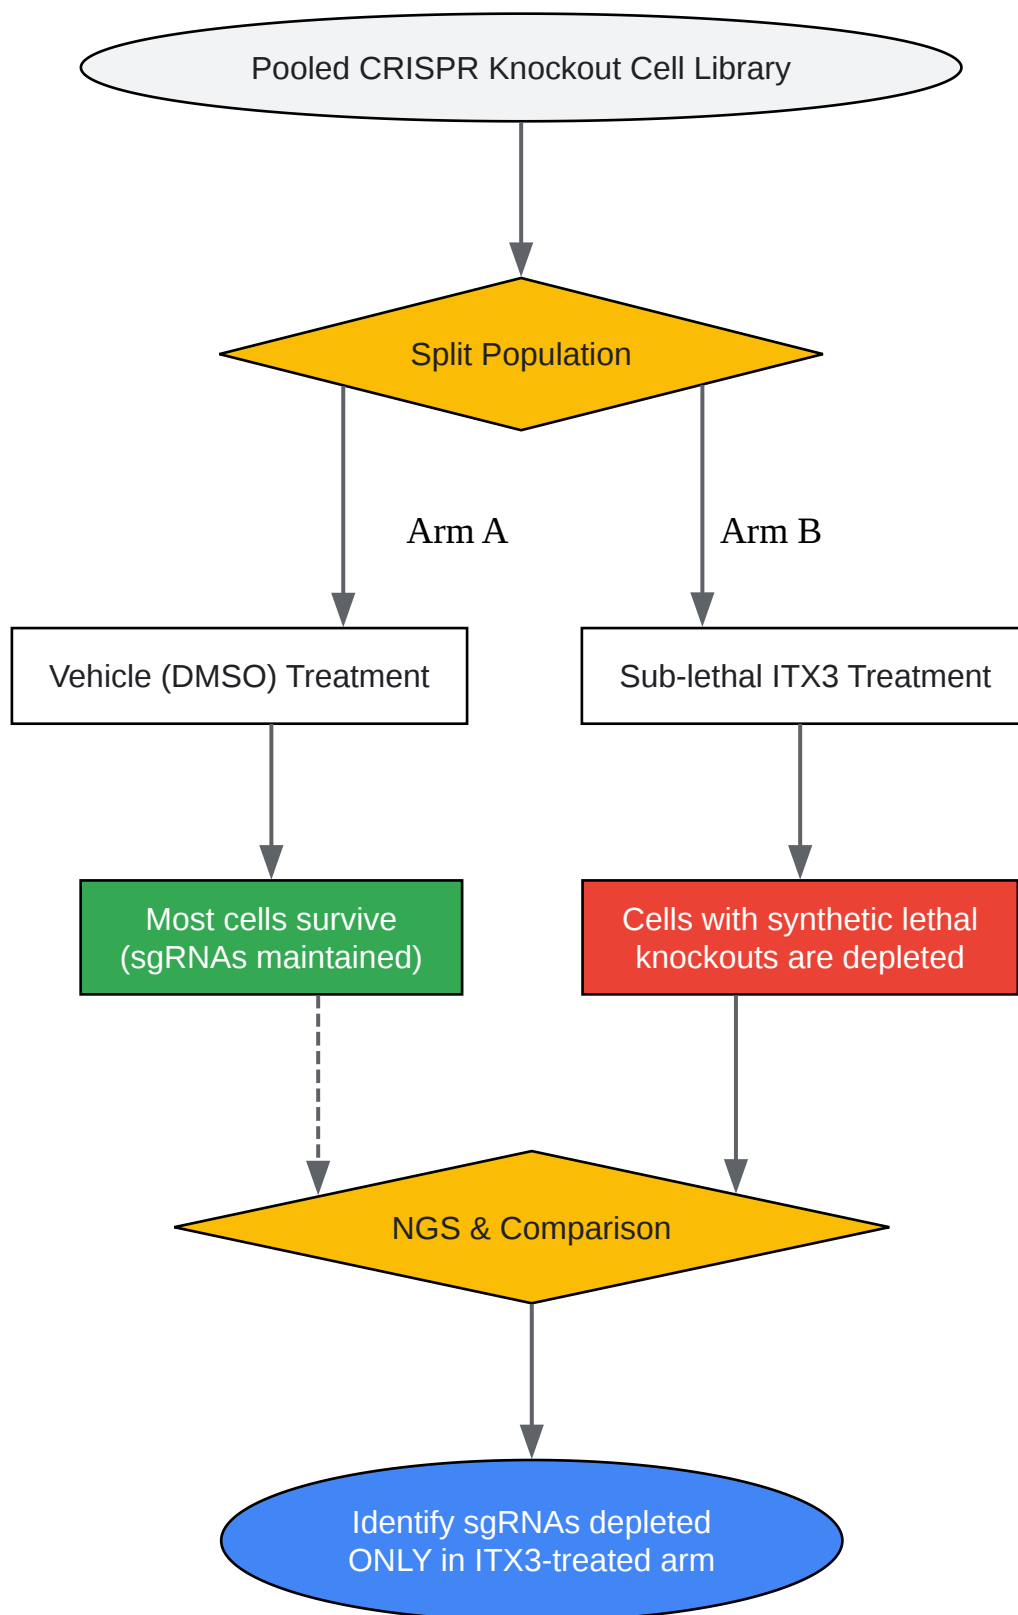 Pooled CRISPR Knockout Cell Library
Split Population
Arm A
Arm B
Vehicle (DMSO) Treatment
Sub-lethal ITX3 Treatment
Most cells survive
(sgRNAs maintained)
Cells with synthetic lethal
knockouts are depleted
NGS & Comparison
Identify sgRNAs depleted
ONLY in ITX3-treated arm